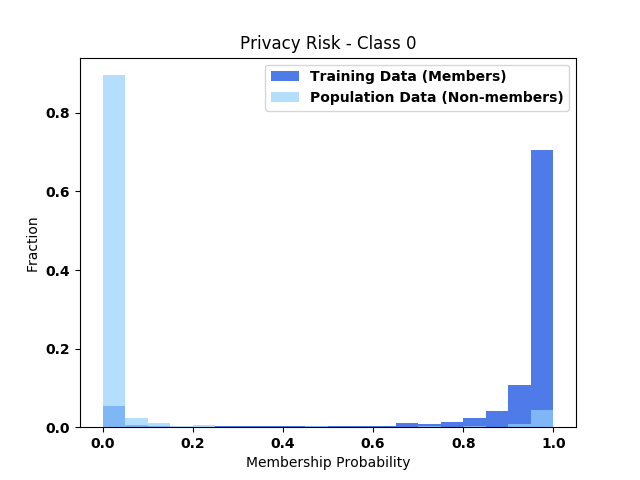 Privacy Risk - Class 0
Training Data (Members)
Population Data (Non-members)
Fraction
0.8
0.6
0.4
0.2
0.0
0.0 0.2 0.4 0.6 0.8 1.0
Membership Probability